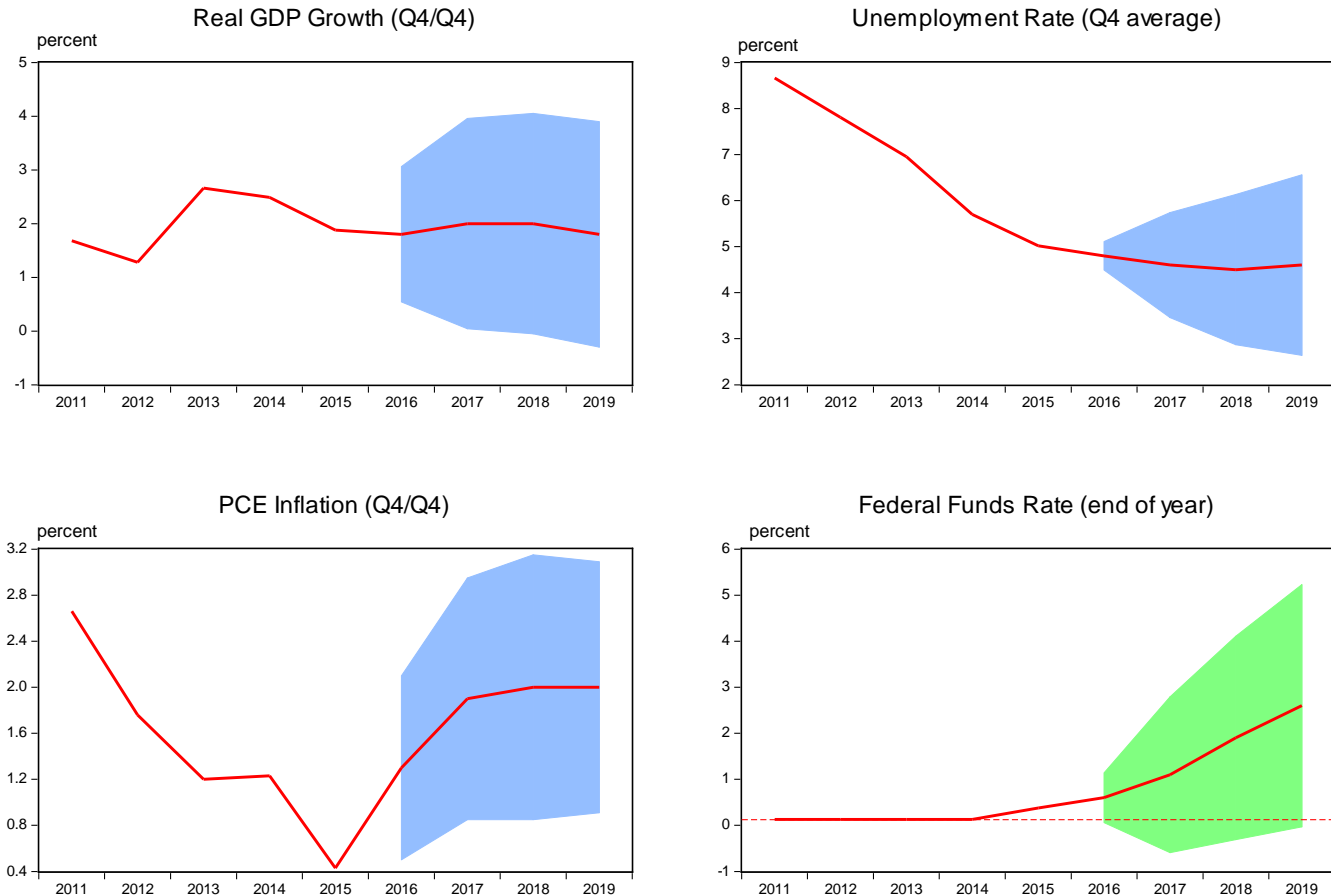 Real GDP Growth (Q4/Q4)
percent
5
4
3
2
1
0
-1
2011 2012 2013 2014 2015 2016 2017 2018 2019
Unemployment Rate (Q4 average)
percent
9
8
7
6
5
4
3
2
2011 2012 2013 2014 2015 2016 2017 2018 2019
PCE Inflation (Q4/Q4)
percent
3.2
2.8
2.4
2.0
1.6
1.2
0.8
0.4
2011 2012 2013 2014 2015 2016 2017 2018 2019
Federal Funds Rate (end of year)
percent
6
5
4
3
2
1
0
-1
2011 2012 2013 2014 2015 2016 2017 2018 2019